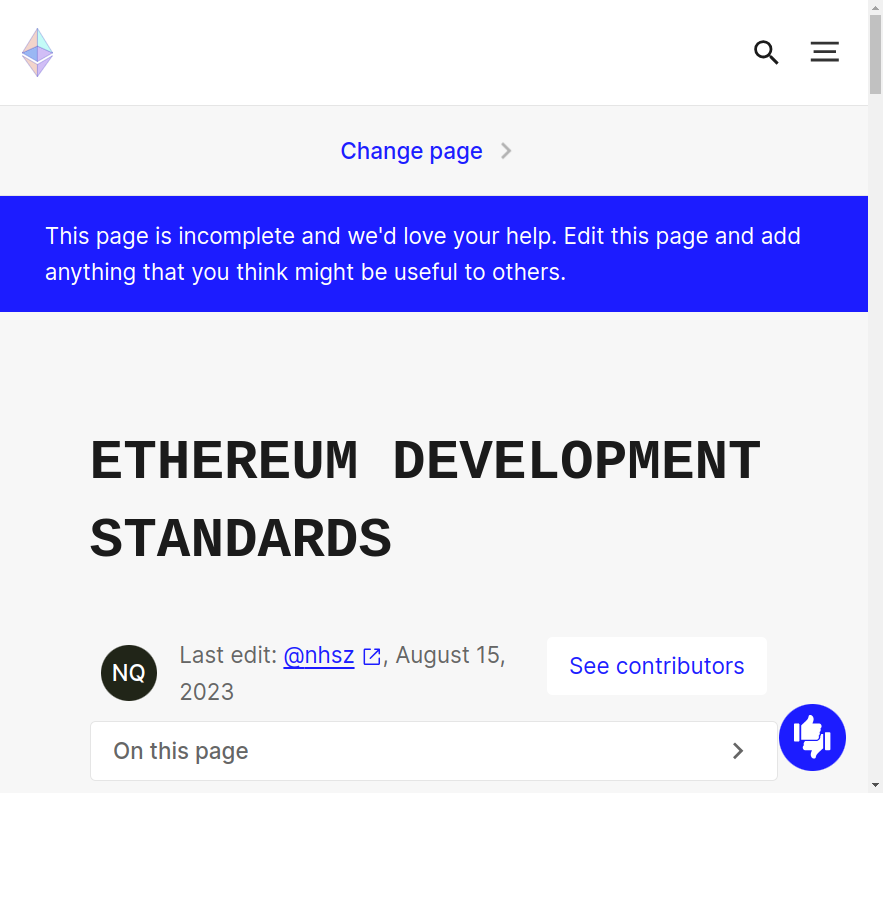 Change page
This page is incomplete and we'd love your help. Edit this page and add
anything that you think might be useful to others.
ETHEREUM DEVELOPMENT
STANDARDS
NQ
Last edit: @nhsz, August 15,
2023
See contributors
On this page